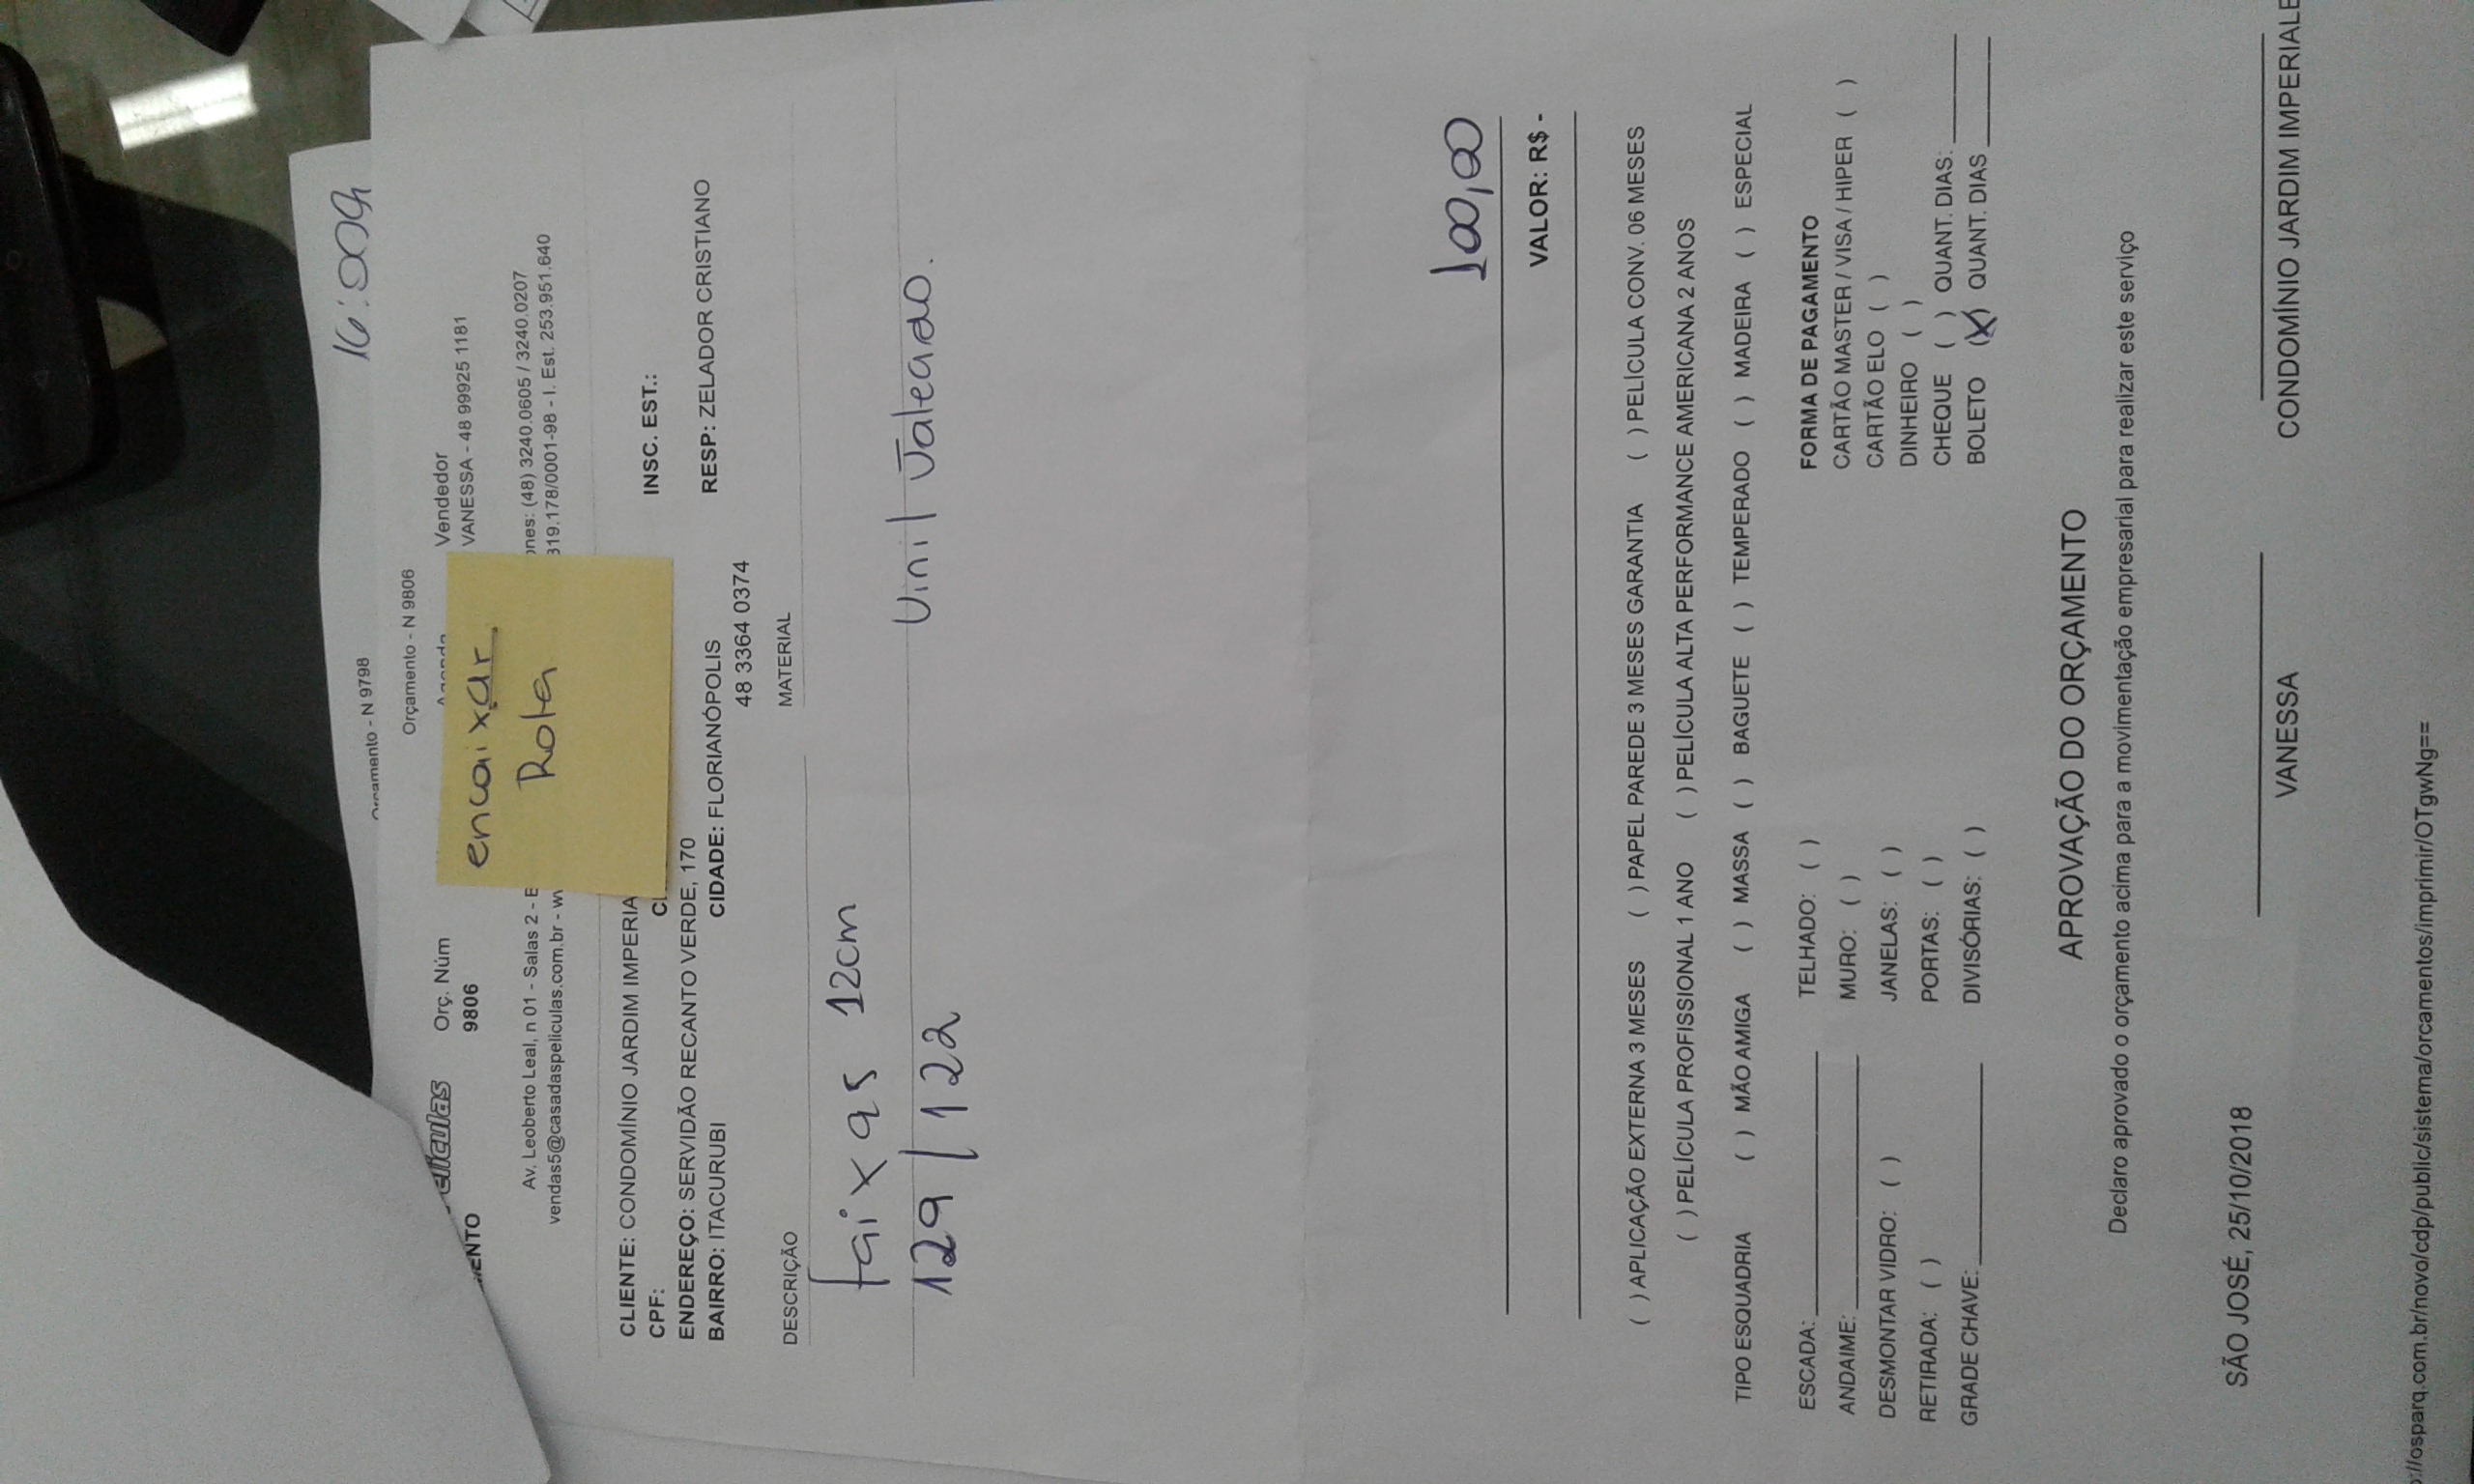 16:00h
Orçamento - N 9798
Orçamento - N 9806
Orç. Núm
9806
Vendedor
VANESSA - 48 99925 1181
encaixar
Rota
Av. Leoberto Leal, n 01 - Salas 2 -
(48) 3240.0605 / 3240.0207
vendas5@casadaspeliculas.com.br -
319.178/0001-98 - I. Est. 253.951.640
CLIENTE: CONDOMÍNIO JARDIM IMPERIA
CPF:
INSC. EST.:
ENDEREÇO: SERVIDÃO RECANTO VERDE, 170
RESP: ZELADOR CRISTIANO
BAIRRO: ITACURUBI
CIDADE: FLORIANÓPOLIS
48 3364 0374
DESCRIÇÃO
MATERIAL
faixas 12cm
129 / 122
Vinil Jateado.
100,00
VALOR: R$ -
( ) APLICAÇÃO EXTERNA 3 MESES ( ) PAPEL PAREDE 3 MESES GARANTIA ( ) PELÍCULA CONV. 06 MESES
( ) PELÍCULA PROFISSIONAL 1 ANO ( ) PELÍCULA ALTA PERFORMANCE AMERICANA 2 ANOS
TIPO ESQUADRIA ( ) MÃO AMIGA ( ) MASSA ( ) BAGUETE ( ) TEMPERADO ( ) MADEIRA ( ) ESPECIAL
ESCADA:
TELHADO: ( )
ANDAIME:
MURO: ( )
DESMONTAR VIDRO: ( )
JANELAS: ( )
RETIRADA: ( )
PORTAS: ( )
GRADE CHAVE:
DIVISÓRIAS: ( )
FORMA DE PAGAMENTO
CARTÃO MASTER / VISA / HIPER ( )
CARTÃO ELO ( )
DINHEIRO ( )
CHEQUE ( ) QUANT. DIAS:
BOLETO (X) QUANT. DIAS
APROVAÇÃO DO ORÇAMENTO
Declaro aprovado o orçamento acima para a movimentação empresarial para realizar este serviço
SÃO JOSÉ, 25/10/2018
VANESSA
CONDOMÍNIO JARDIM IMPERIALE
//osparq.com.br/novo/cdp/public/sistema/orcamentos/imprimir/OTgwNg==